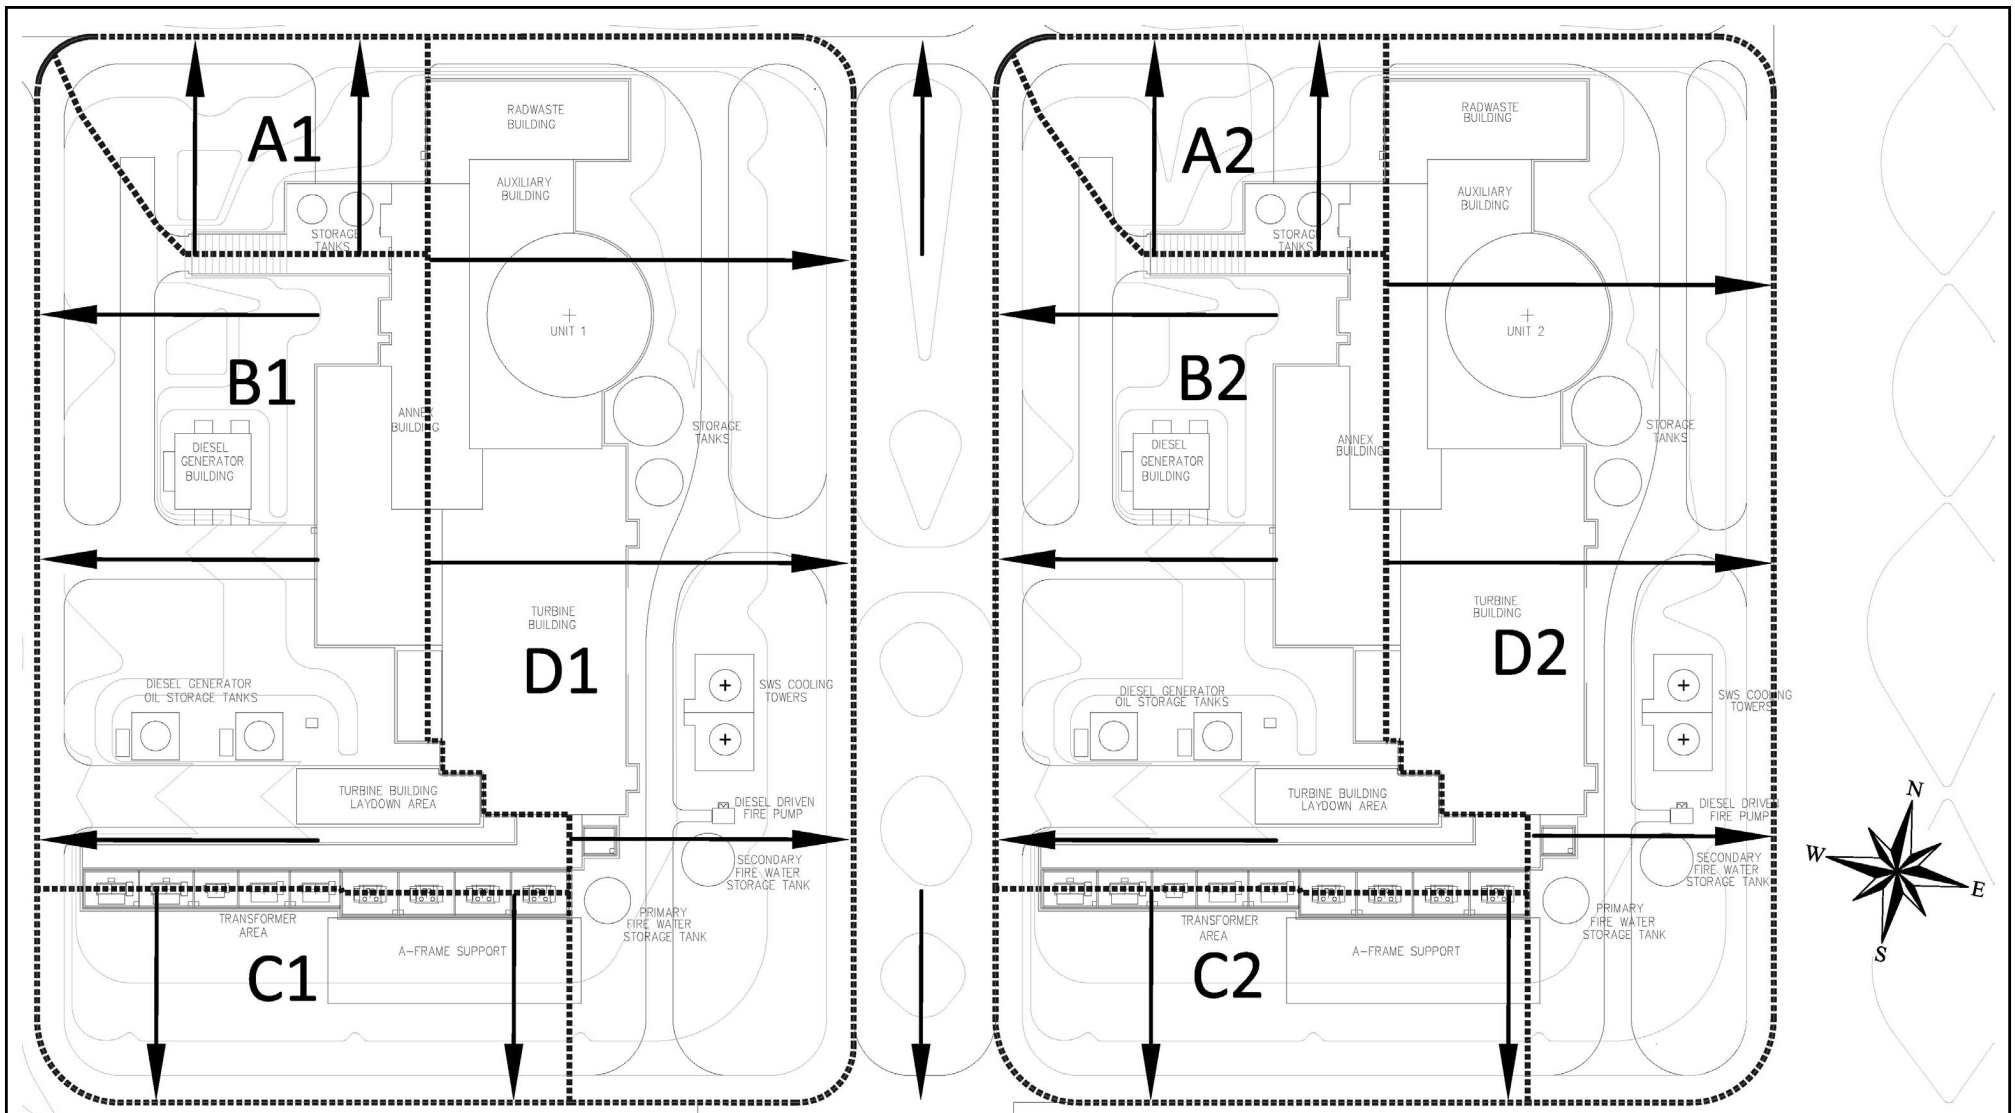 A1
RADWASTE
BUILDING
AUXILIARY
BUILDING
STORAGE
TANKS
UNIT 1
B1
ANNEX
BUILDING
STORAGE
TANKS
DIESEL
GENERATOR
BUILDING
TURBINE
BUILDING
D1
DIESEL GENERATOR
OIL STORAGE TANKS
SWS COOLING
TOWERS
TURBINE BUILDING
LAYDOWN AREA
DIESEL DRIVEN
FIRE PUMP
SECONDARY
FIRE WATER
STORAGE TANK
TRANSFORMER
AREA
PRIMARY
FIRE WATER
STORAGE TANK
A-FRAME SUPPORT
C1
A2
RADWASTE
BUILDING
AUXILIARY
BUILDING
STORAGE
TANKS
UNIT 2
B2
STORAGE
TANKS
ANNEX
BUILDING
DIESEL
GENERATOR
BUILDING
TURBINE
BUILDING
D2
DIESEL GENERATOR
OIL STORAGE TANKS
SWS COOLING
TOWERS
TURBINE BUILDING
LAYDOWN AREA
DIESEL DRIVEN
FIRE PUMP
SECONDARY
FIRE WATER
STORAGE TANK
TRANSFORMER
AREA
PRIMARY
FIRE WATER
STORAGE TANK
A-FRAME SUPPORT
C2
N
W
E
S